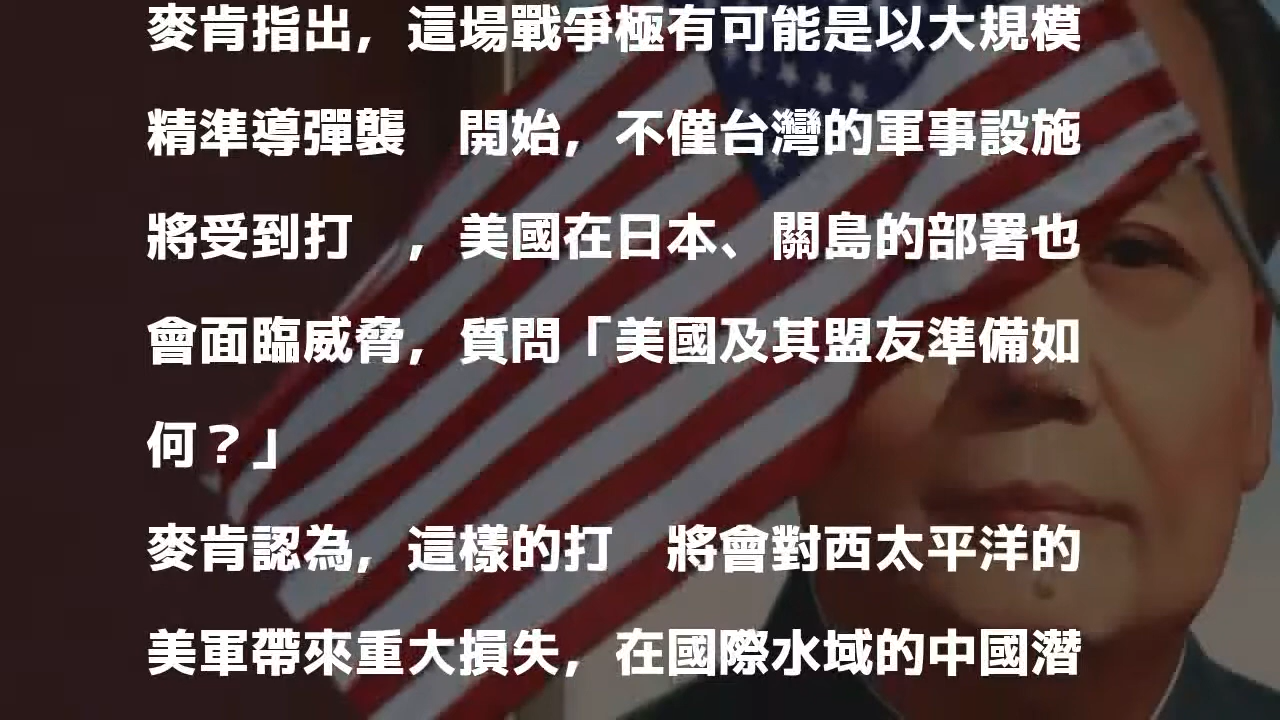 麥肯指出，這場戰爭極有可能是以大規模
精準導彈襲　開始，不僅台灣的軍事設施
將受到打　，美國在日本、關島的部署也
會面臨威脅，質問「美國及其盟友準備如
何？」
麥肯認為，這樣的打　將會對西太平洋的
美軍帶來重大損失，在國際水域的中國潛